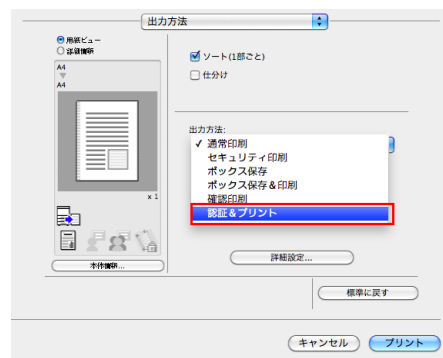 出力方法
用紙ビュー
詳細情報
A4
A4
x 1
本体情報...
ソート(1部ごと)
仕分け
出力方法:
✓ 通常印刷
セキュリティ印刷
ボックス保存
ボックス保存＆印刷
確認印刷
認証＆プリント
詳細設定...
標準に戻す
キャンセル
プリント